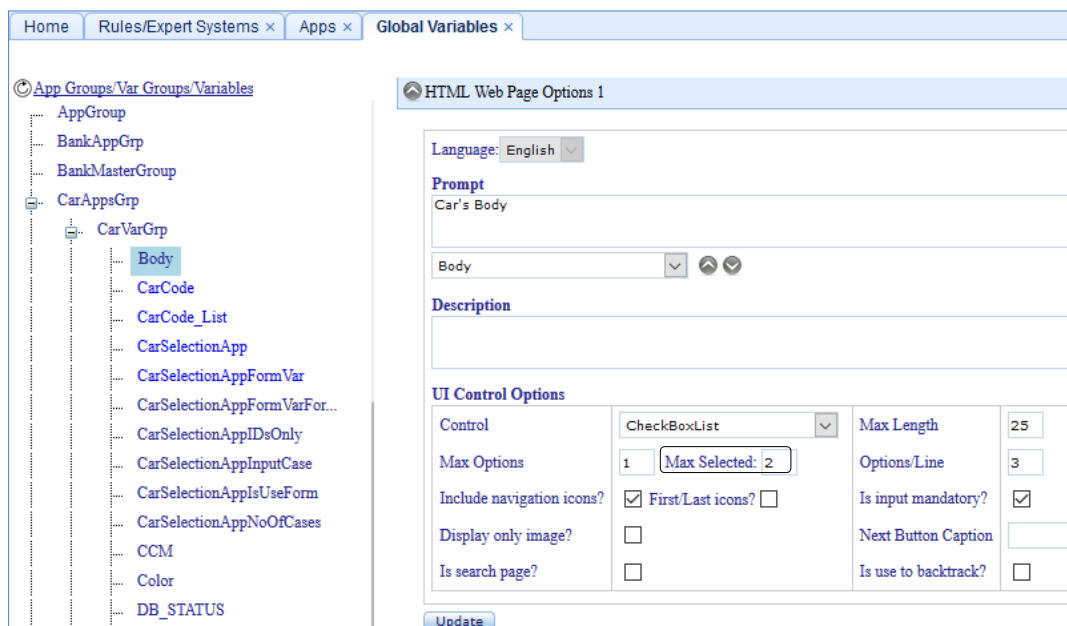 Home Rules/Expert Systems × Apps × Global Variables ×
App Groups/Var Groups/Variables
AppGroup
BankAppGrp
BankMasterGroup
CarAppsGrp
CarVarGrp
Body
CarCode
CarCode_List
CarSelectionApp
CarSelectionAppFormVar
CarSelectionAppFormVarFor...
CarSelectionAppIDsOnly
CarSelectionAppInputCase
CarSelectionAppIsUseForm
CarSelectionAppNoOfCases
CCM
Color
DB_STATUS
HTML Web Page Options 1
Language: English
Prompt
Car's Body
Body
Description
UI Control Options
Control CheckBoxList Max Length 25
Max Options 1 Max Selected: 2 Options/Line 3
Include navigation icons? First/Last icons? Is input mandatory?
Display only image? Next Button Caption
Is search page? Is use to backtrack?
Update